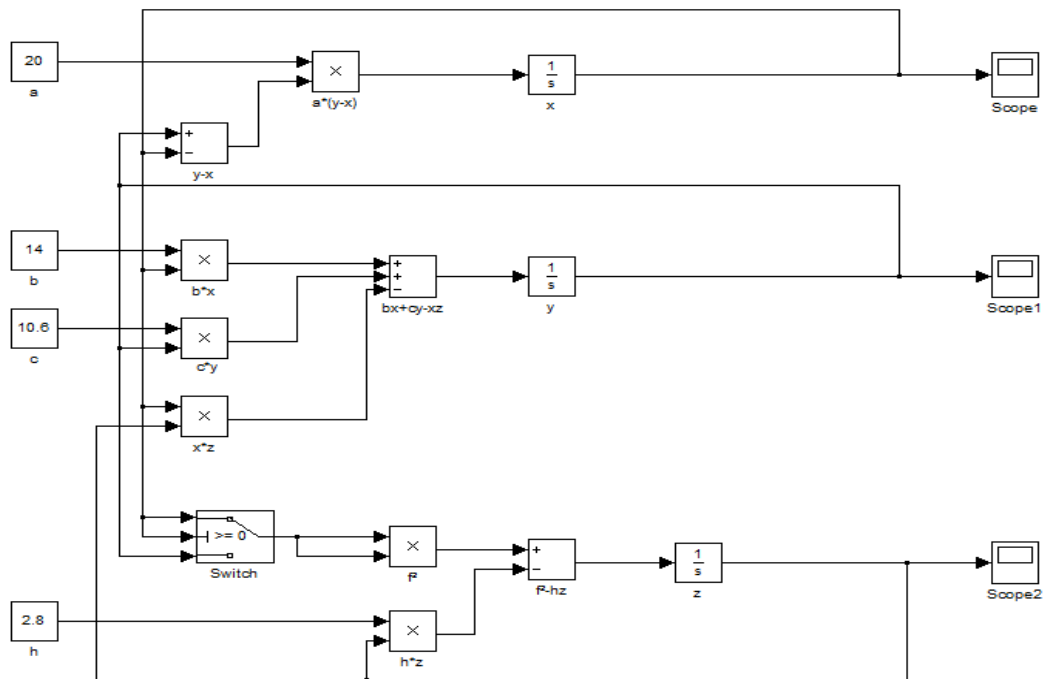 20
a
×
a*(y-x)
1
s
x
Scope
+
−
y-x
14
b
×
b*x
+
+
−
bx+cy-xz
1
s
y
Scope1
10.6
c
×
c*y
×
x*z
>= 0
Switch
×
f²
+
−
f²-hz
1
s
z
Scope2
2.8
h
×
h*z